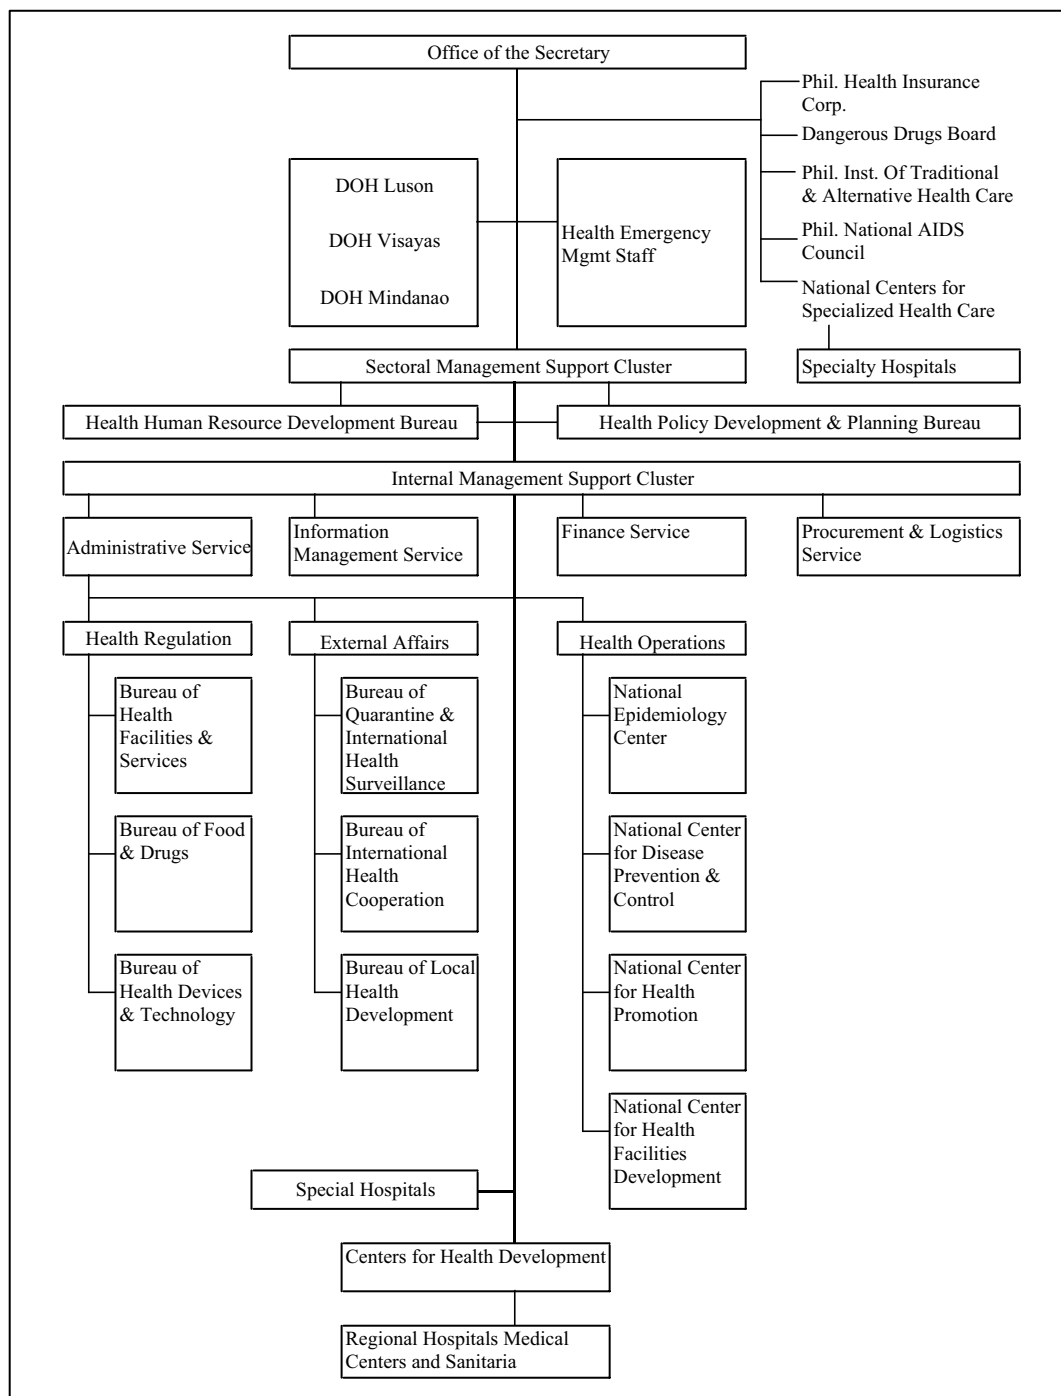 Office of the Secretary
Phil. Health Insurance
Corp.
Dangerous Drugs Board
Phil. Inst. Of Traditional
& Alternative Health Care
Phil. National AIDS
Council
National Centers for
Specialized Health Care
Specialty Hospitals
DOH Luson
DOH Visayas
DOH Mindanao
Health Emergency
Mgmt Staff
Sectoral Management Support Cluster
Health Human Resource Development Bureau
Health Policy Development & Planning Bureau
Internal Management Support Cluster
Administrative Service
Information
Management Service
Finance Service
Procurement & Logistics
Service
Health Regulation
External Affairs
Health Operations
Bureau of
Health
Facilities &
Services
Bureau of Food
& Drugs
Bureau of
Health Devices
& Technology
Bureau of
Quarantine &
International
Health
Surveillance
Bureau of
International
Health
Cooperation
Bureau of Local
Health
Development
National
Epidemiology
Center
National Center
for Disease
Prevention &
Control
National Center
for Health
Promotion
National Center
for Health
Facilities
Development
Special Hospitals
Centers for Health Development
Regional Hospitals Medical
Centers and Sanitaria